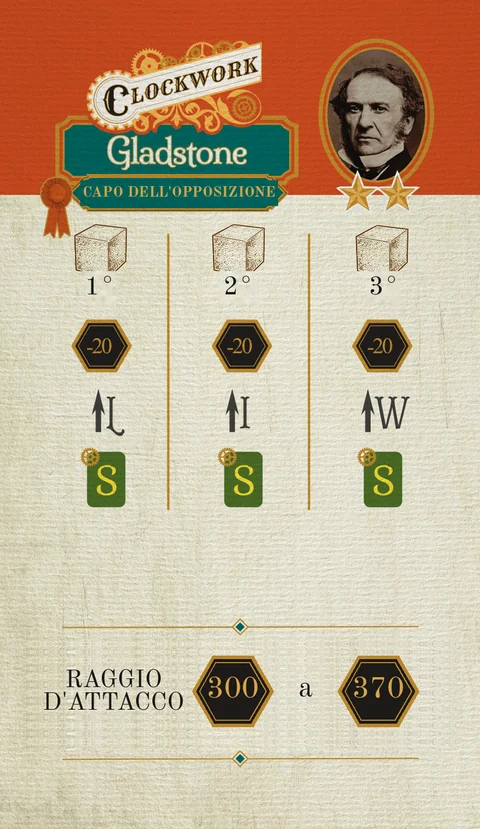 CLOCKWORK
Gladstone
CAPO DELL'OPPOSIZIONE
1° 2° 3°
-20 -20 -20
L I W
S S S
RAGGIO
D'ATTACCO 300 a 370